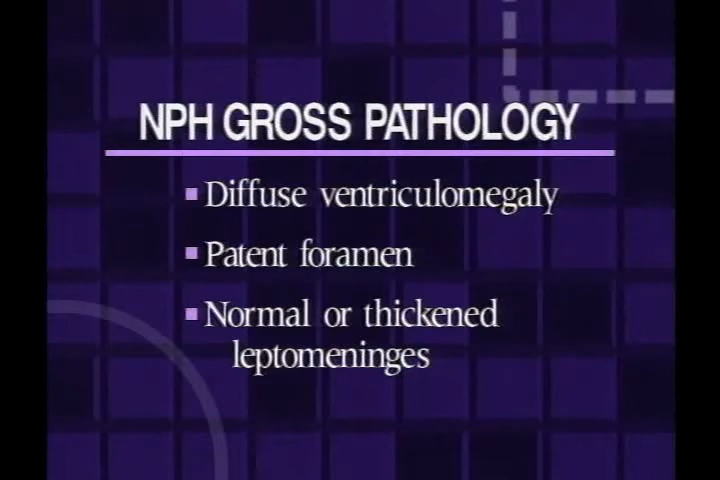 NPH GROSS PATHOLOGY
Diffuse ventriculomegaly
Patent foramen
Normal or thickened
leptomeninges